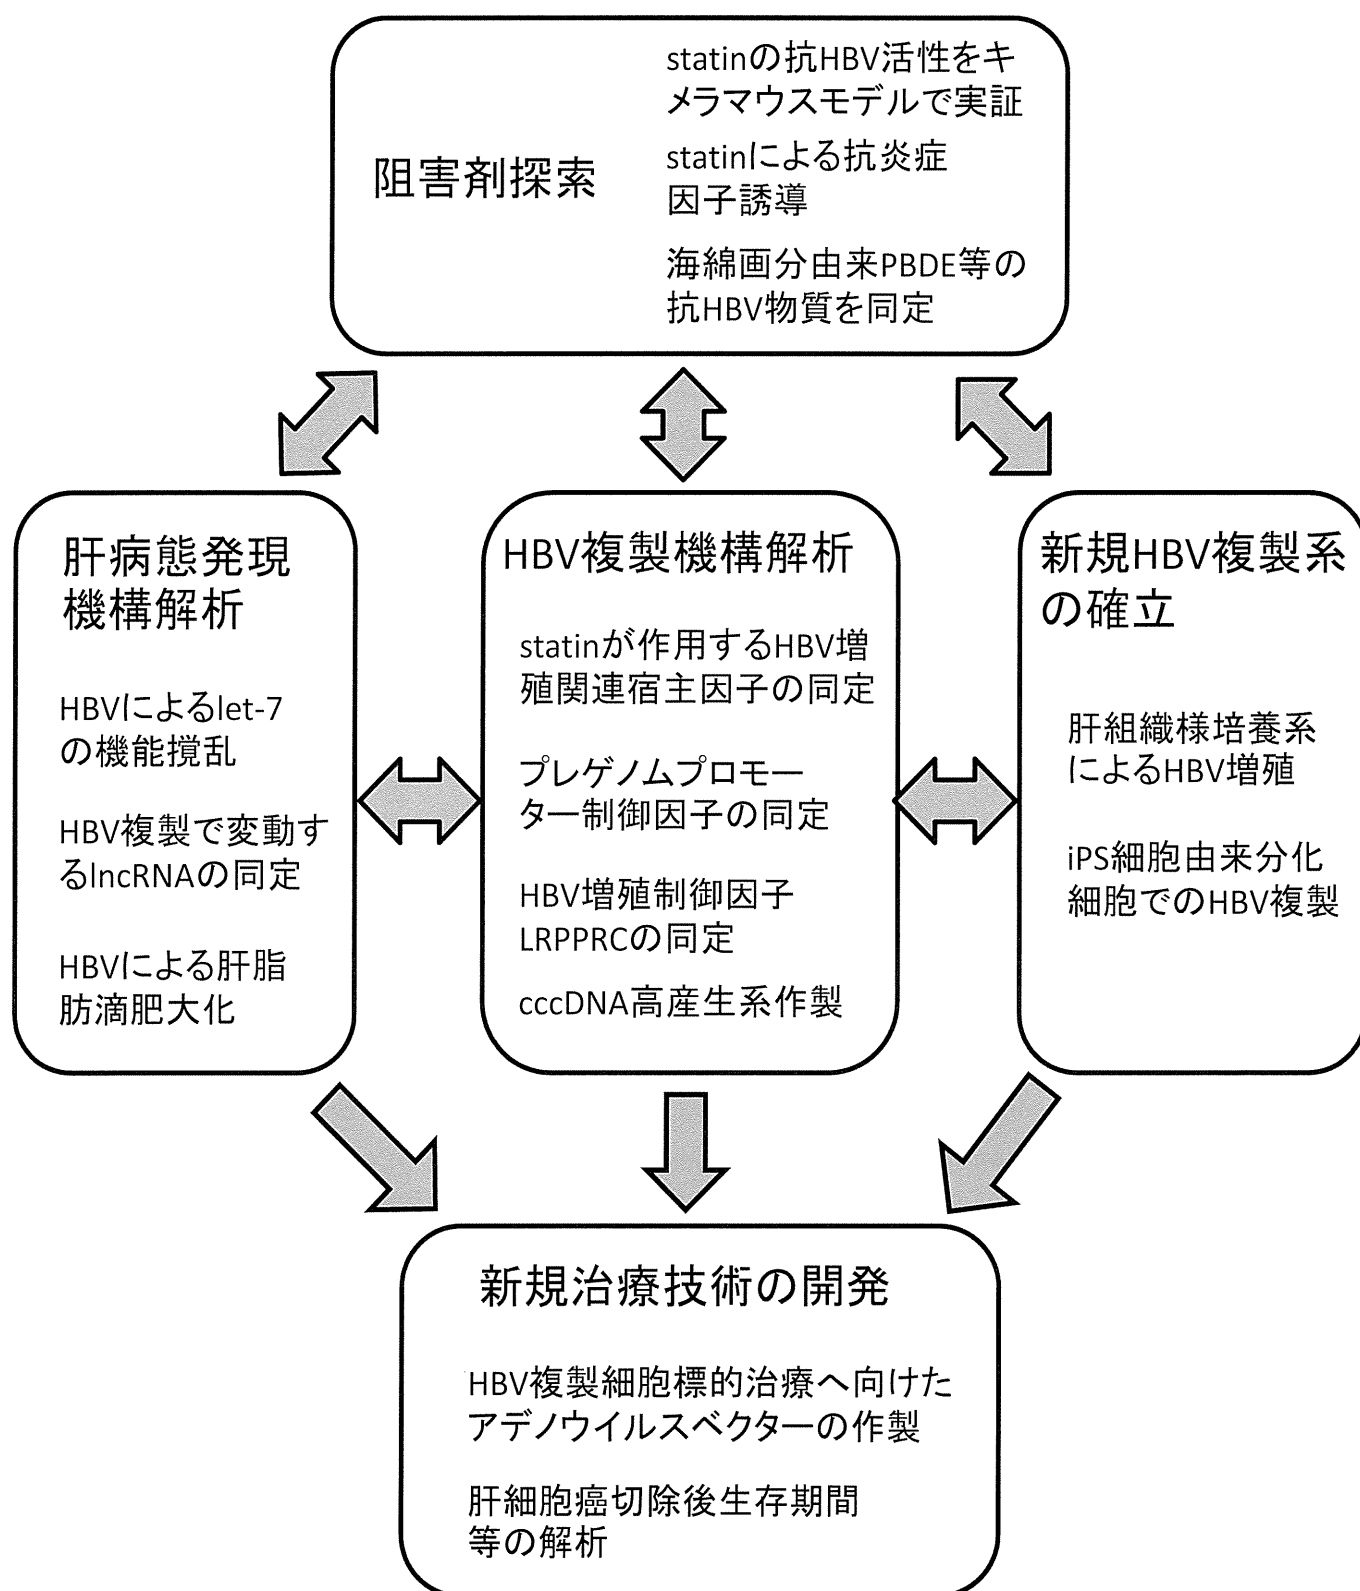 阻害剤探索
statinの抗HBV活性をキ
メラマウスモデルで実証
statinによる抗炎症
因子誘導
海綿画分由来PBDE等の
抗HBV物質を同定
肝病態発現
機構解析
HBVによるlet-7
の機能撹乱
HBV複製で変動す
るlncRNAの同定
HBVによる肝脂
肪滴肥大化
HBV複製機構解析
statinが作用するHBV増
殖関連宿主因子の同定
プレゲノムプロモー
ター制御因子の同定
HBV増殖制御因子
LRPPRCの同定
cccDNA高産生系作製
新規HBV複製系
の確立
肝組織様培養系
によるHBV増殖
iPS細胞由来分化
細胞でのHBV複製
新規治療技術の開発
HBV複製細胞標的治療へ向けた
アデノウイルスベクターの作製
肝細胞癌切除後生存期間
等の解析